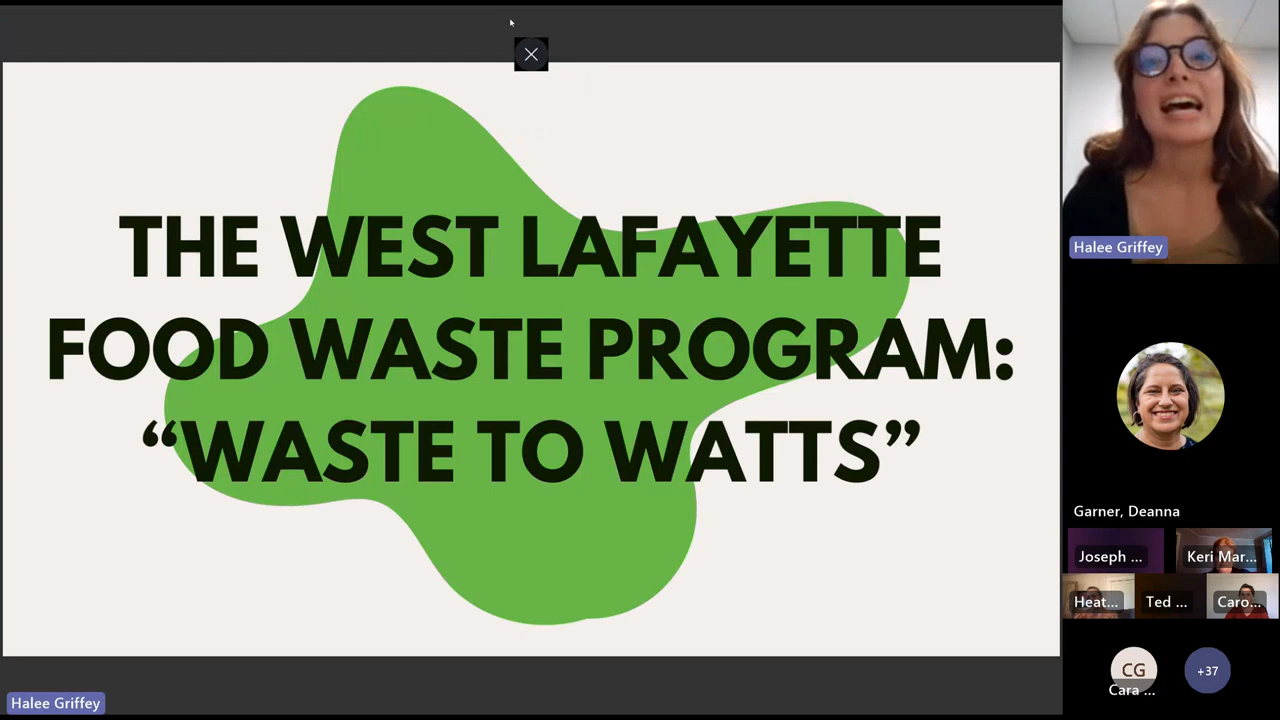 THE WEST LAFAYETTE
FOOD WASTE PROGRAM:
“WASTE TO WATTS”
Halee Griffey
Halee Griffey
Garner, Deanna
Joseph ...
Keri Mar...
Heat...
Ted ...
Caro...
CG
Cara ...
+37